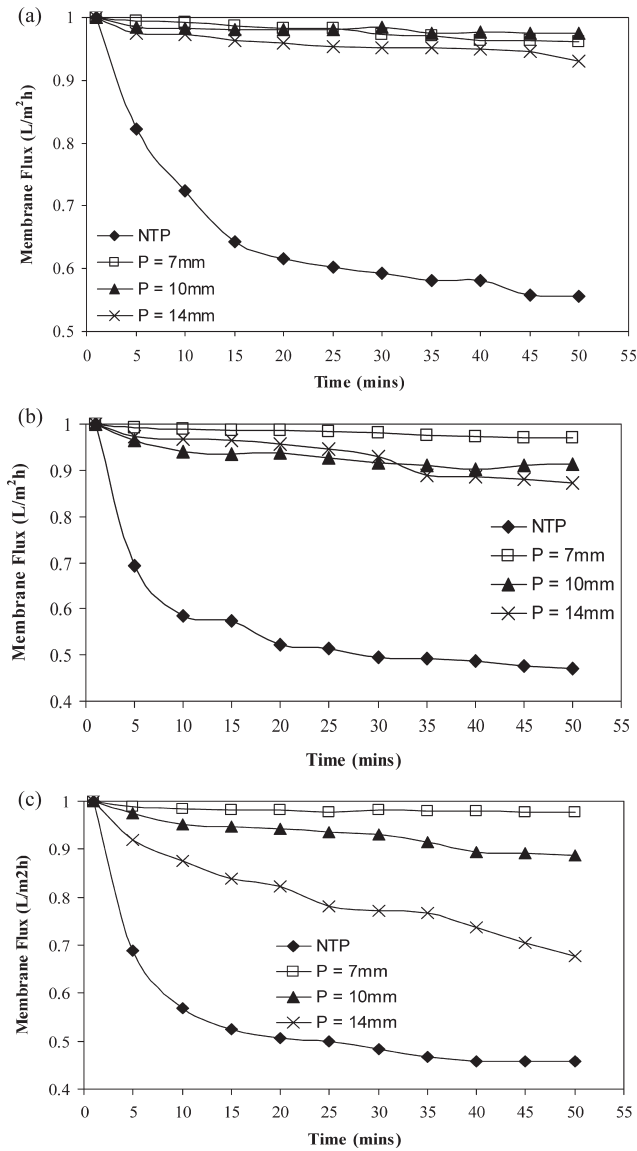 (a)
Membrane Flux (L/m²h)
1
0.9
0.8
0.7
0.6
0.5
NTP
P = 7mm
P = 10mm
P = 14mm
0 5 10 15 20 25 30 35 40 45 50 55
Time (mins)
(b)
Membrane Flux (L/m²h)
1
0.9
0.8
0.7
0.6
0.5
0.4
NTP
P = 7mm
P = 10mm
P = 14mm
0 5 10 15 20 25 30 35 40 45 50 55
Time (mins)
(c)
Membrane Flux (L/m2h)
1
0.9
0.8
0.7
0.6
0.5
0.4
NTP
P = 7mm
P = 10mm
P = 14mm
0 5 10 15 20 25 30 35 40 45 50 55
Time (mins)